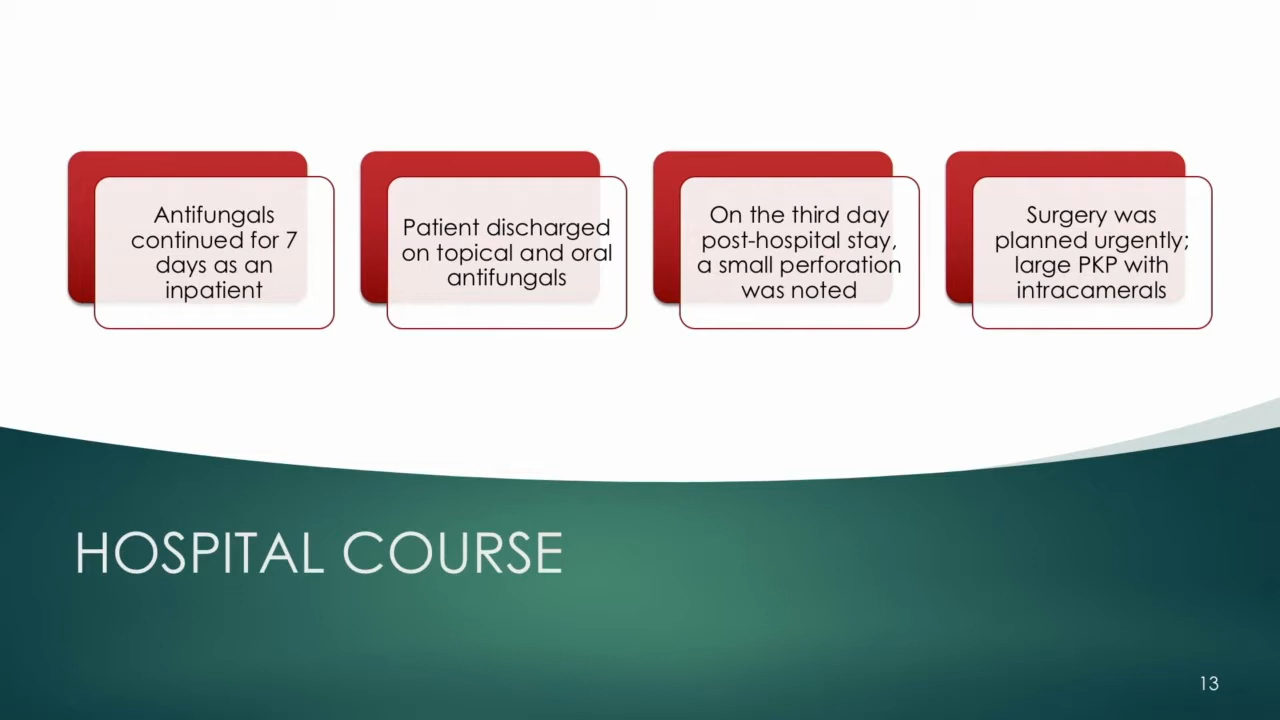 Antifungals
continued for 7
days as an
inpatient
Patient discharged
on topical and oral
antifungals
On the third day
post-hospital stay,
a small perforation
was noted
Surgery was
planned urgently;
large PKP with
intracamerals
HOSPITAL COURSE
13